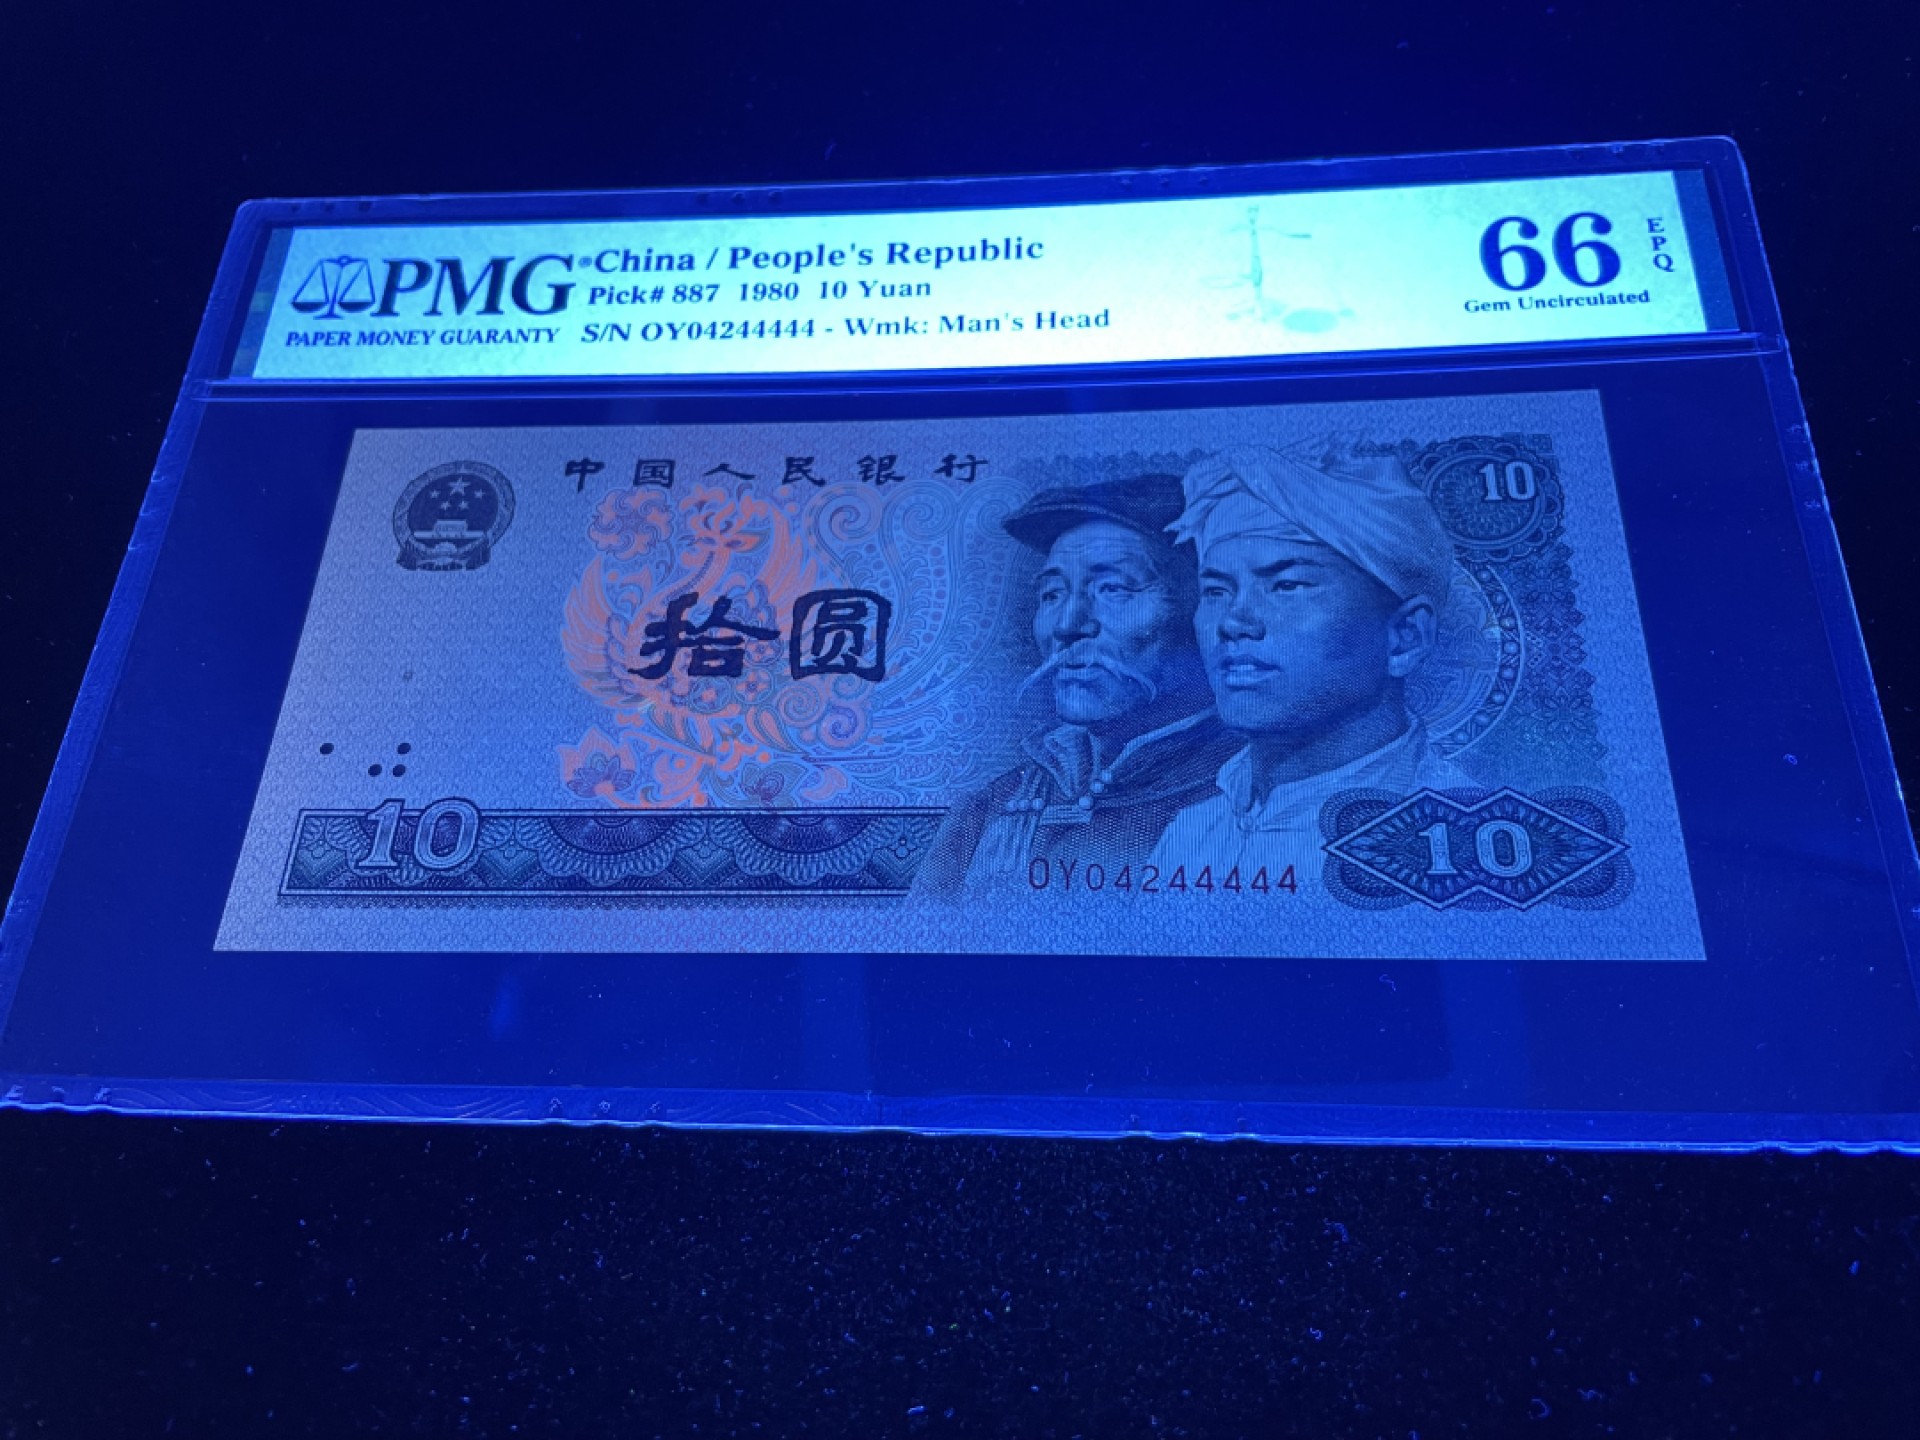 PMG
PAPER MONEY GUARANTY
China / People's Republic
Pick# 887 1980 10 Yuan
S/N OY04244444 - Wmk: Man's Head
66 EPQ
Gem Uncirculated
中国人民银行
10
拾圆
10
OY04244444
10